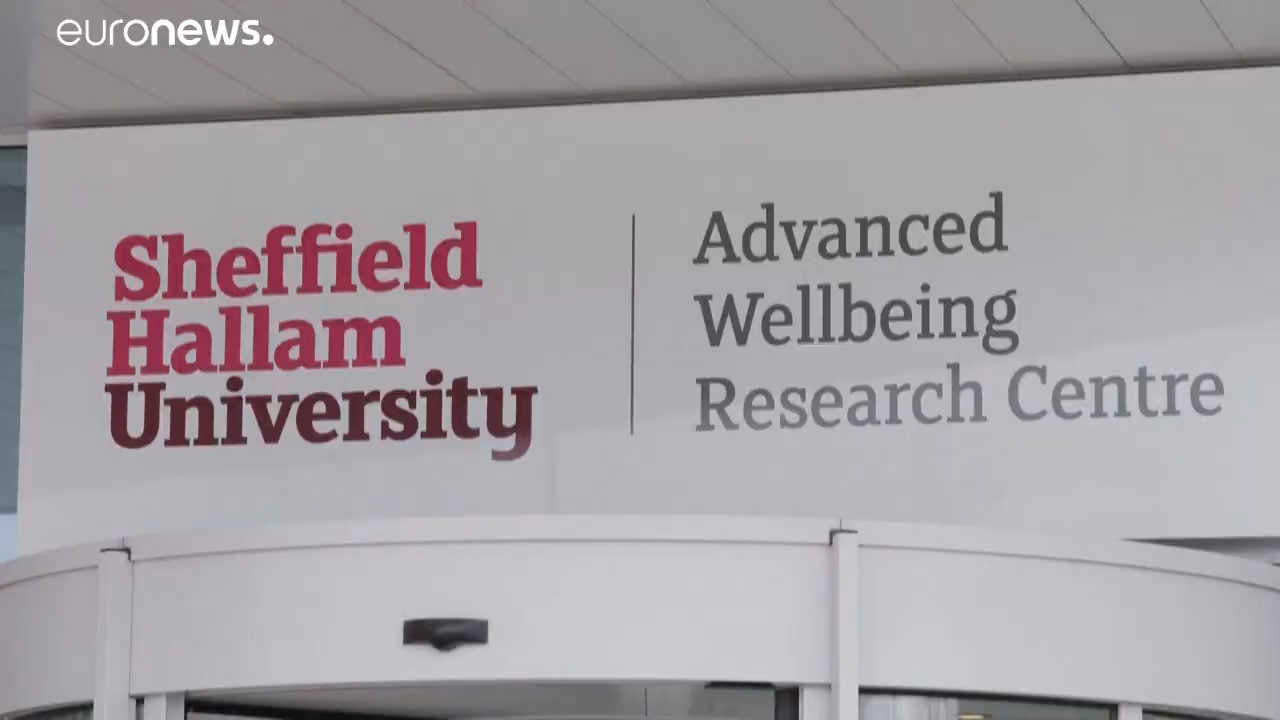 euronews.
Sheffield
Hallam
University
Advanced
Wellbeing
Research Centre